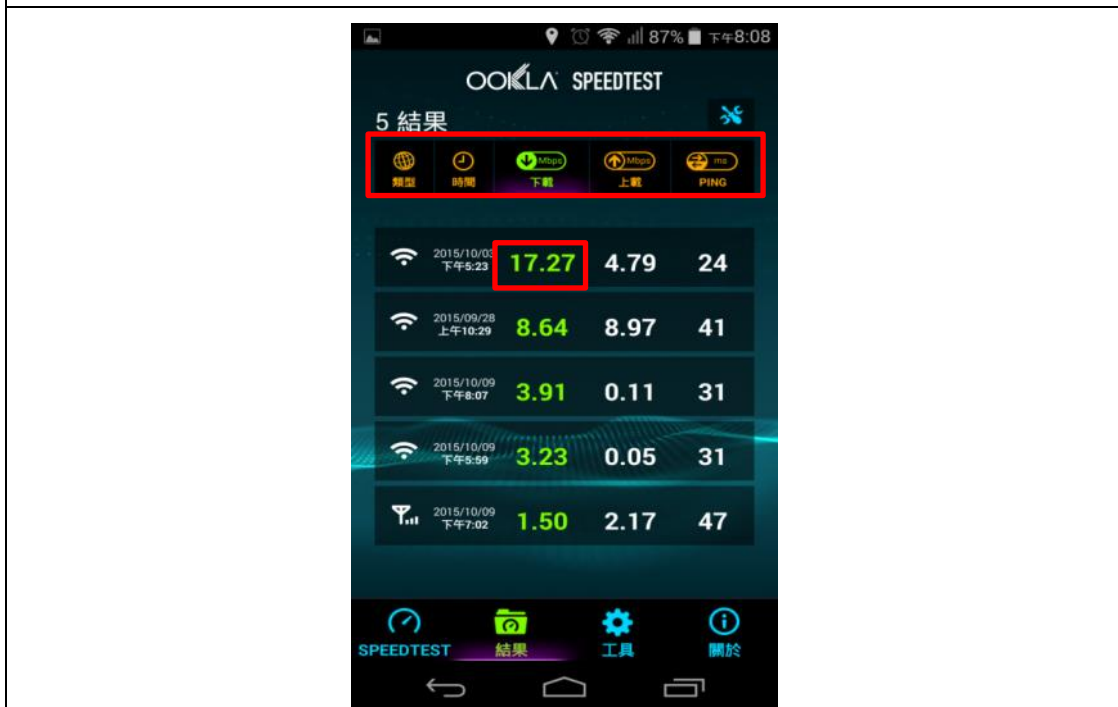 87% 下午8:08
OOKLA SPEEDTEST
5 結果
Mbps Mbps ms
類型 時間 下載 上載 PING
2015/10/03
下午5:23 17.27 4.79 24
2015/09/28
上午10:29 8.64 8.97 41
2015/10/09
下午8:07 3.91 0.11 31
2015/10/09
下午5:59 3.23 0.05 31
2015/10/09
下午7:02 1.50 2.17 47
SPEEDTEST 結果 工具 關於